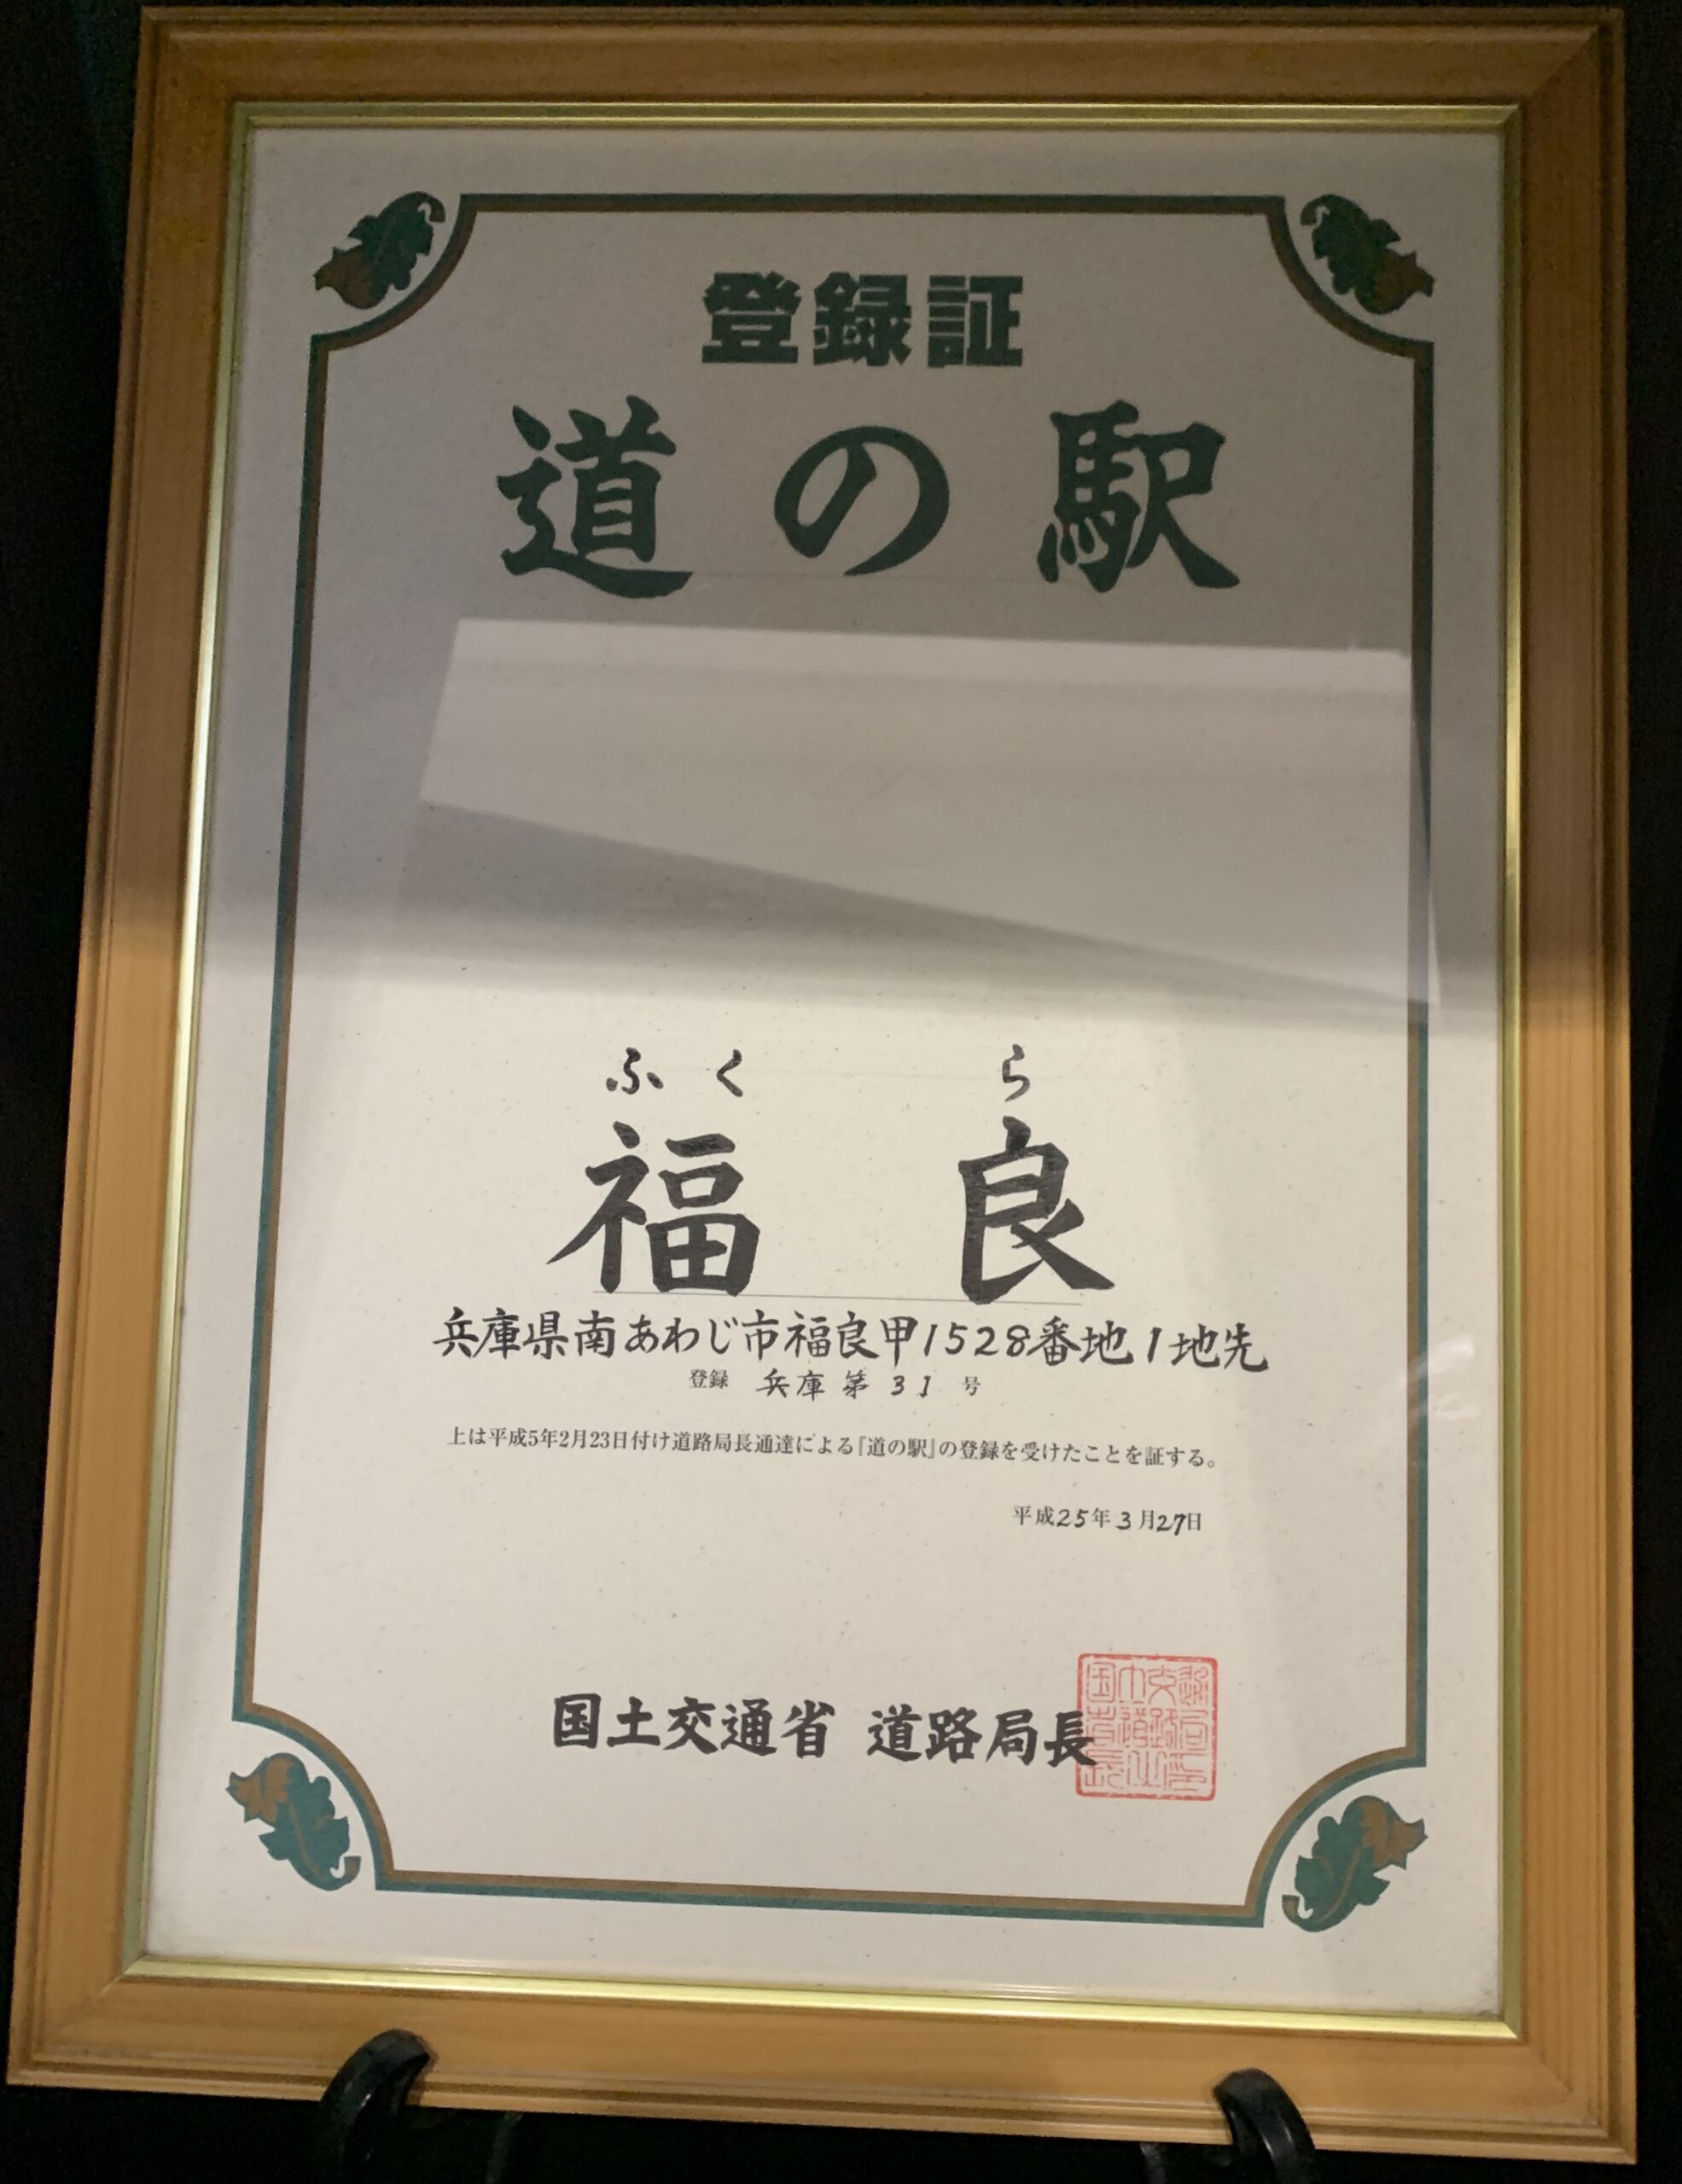 登録証
道の駅
ふくら
福良
兵庫県南あわじ市福良甲1528番地1地先
登録 兵庫第31号
上は平成5年2月23日付け道路局長通達による『道の駅』の登録を受けたことを証する。
平成25年3月27日
国土交通省 道路局長